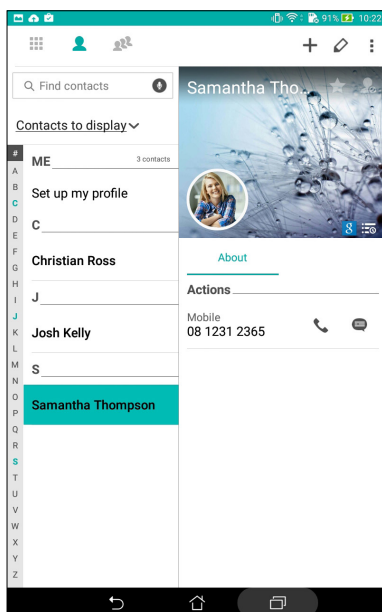 91% 10:22
Find contacts
Contacts to display
#
A
B
C
D
E
F
G
H
I
J
K
L
M
N
O
P
Q
R
S
T
U
V
W
X
Y
Z
ME 3 contacts
Set up my profile
C
Christian Ross
J
Josh Kelly
S
Samantha Thompson
Samantha Tho...
8
About
Actions
Mobile
08 1231 2365